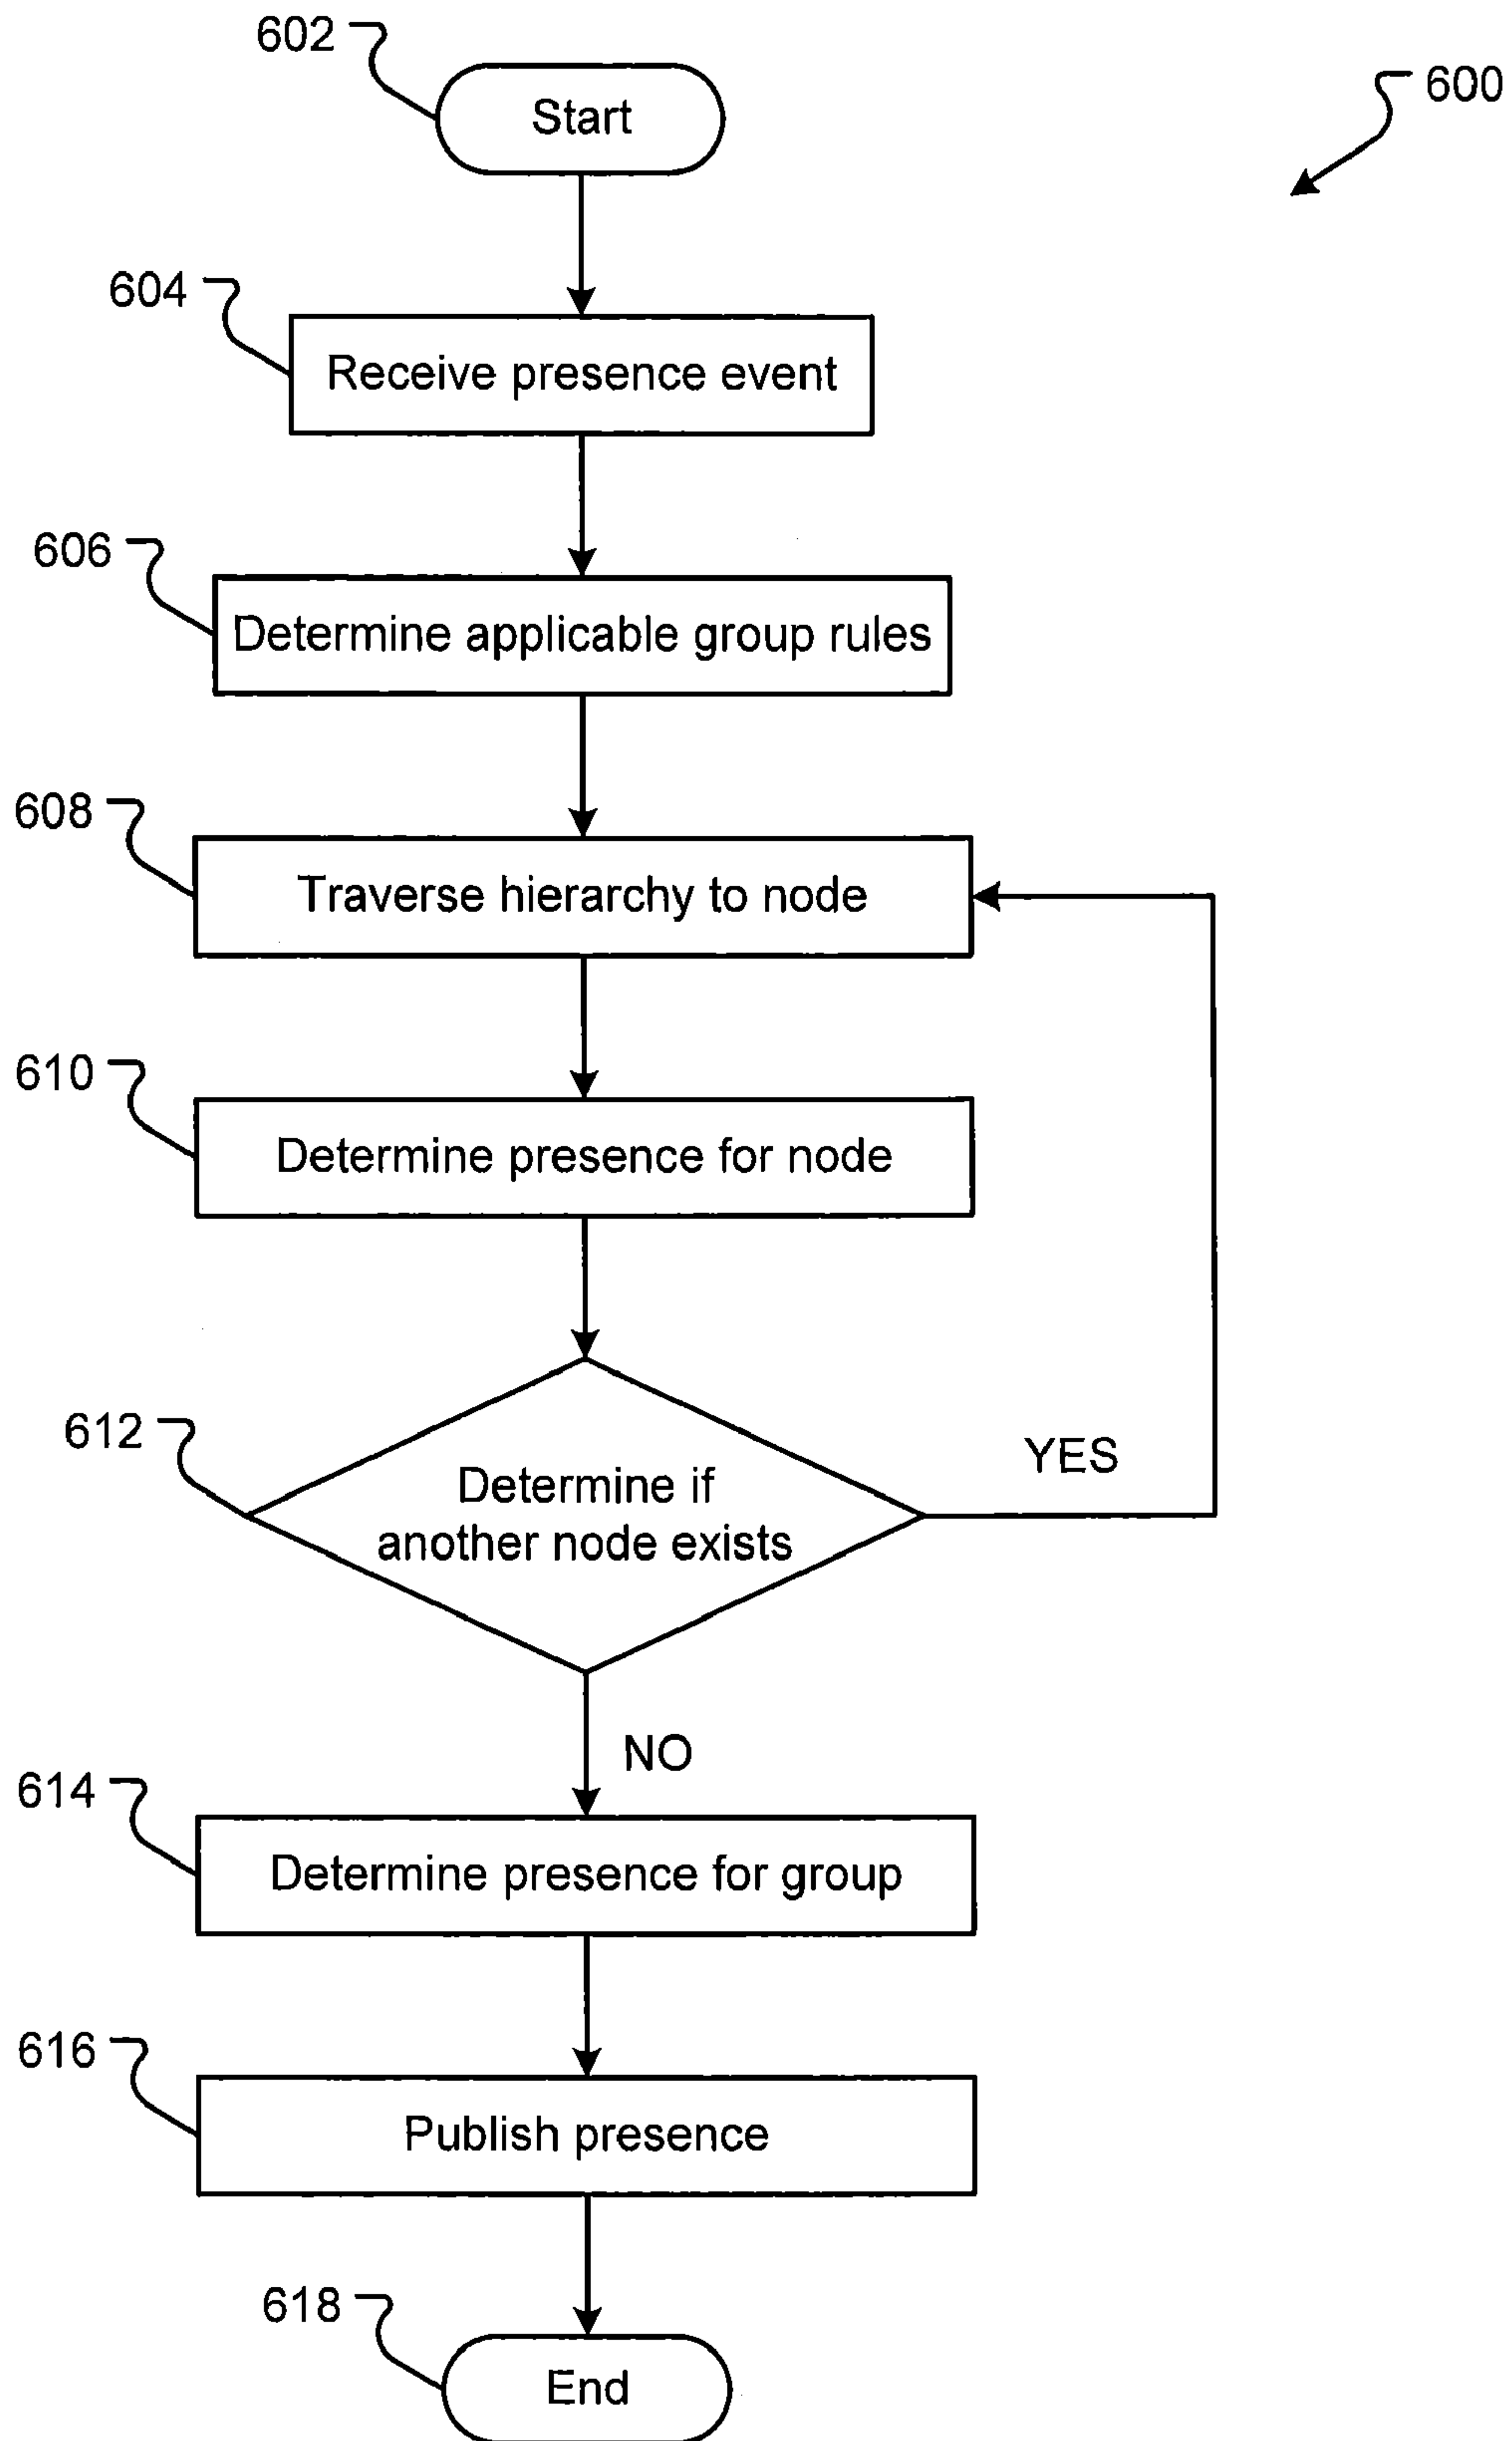 602
Start
600
604
Receive presence event
606
Determine applicable group rules
608
Traverse hierarchy to node
610
Determine presence for node
612
Determine if
another node exists
YES
NO
614
Determine presence for group
616
Publish presence
618
End